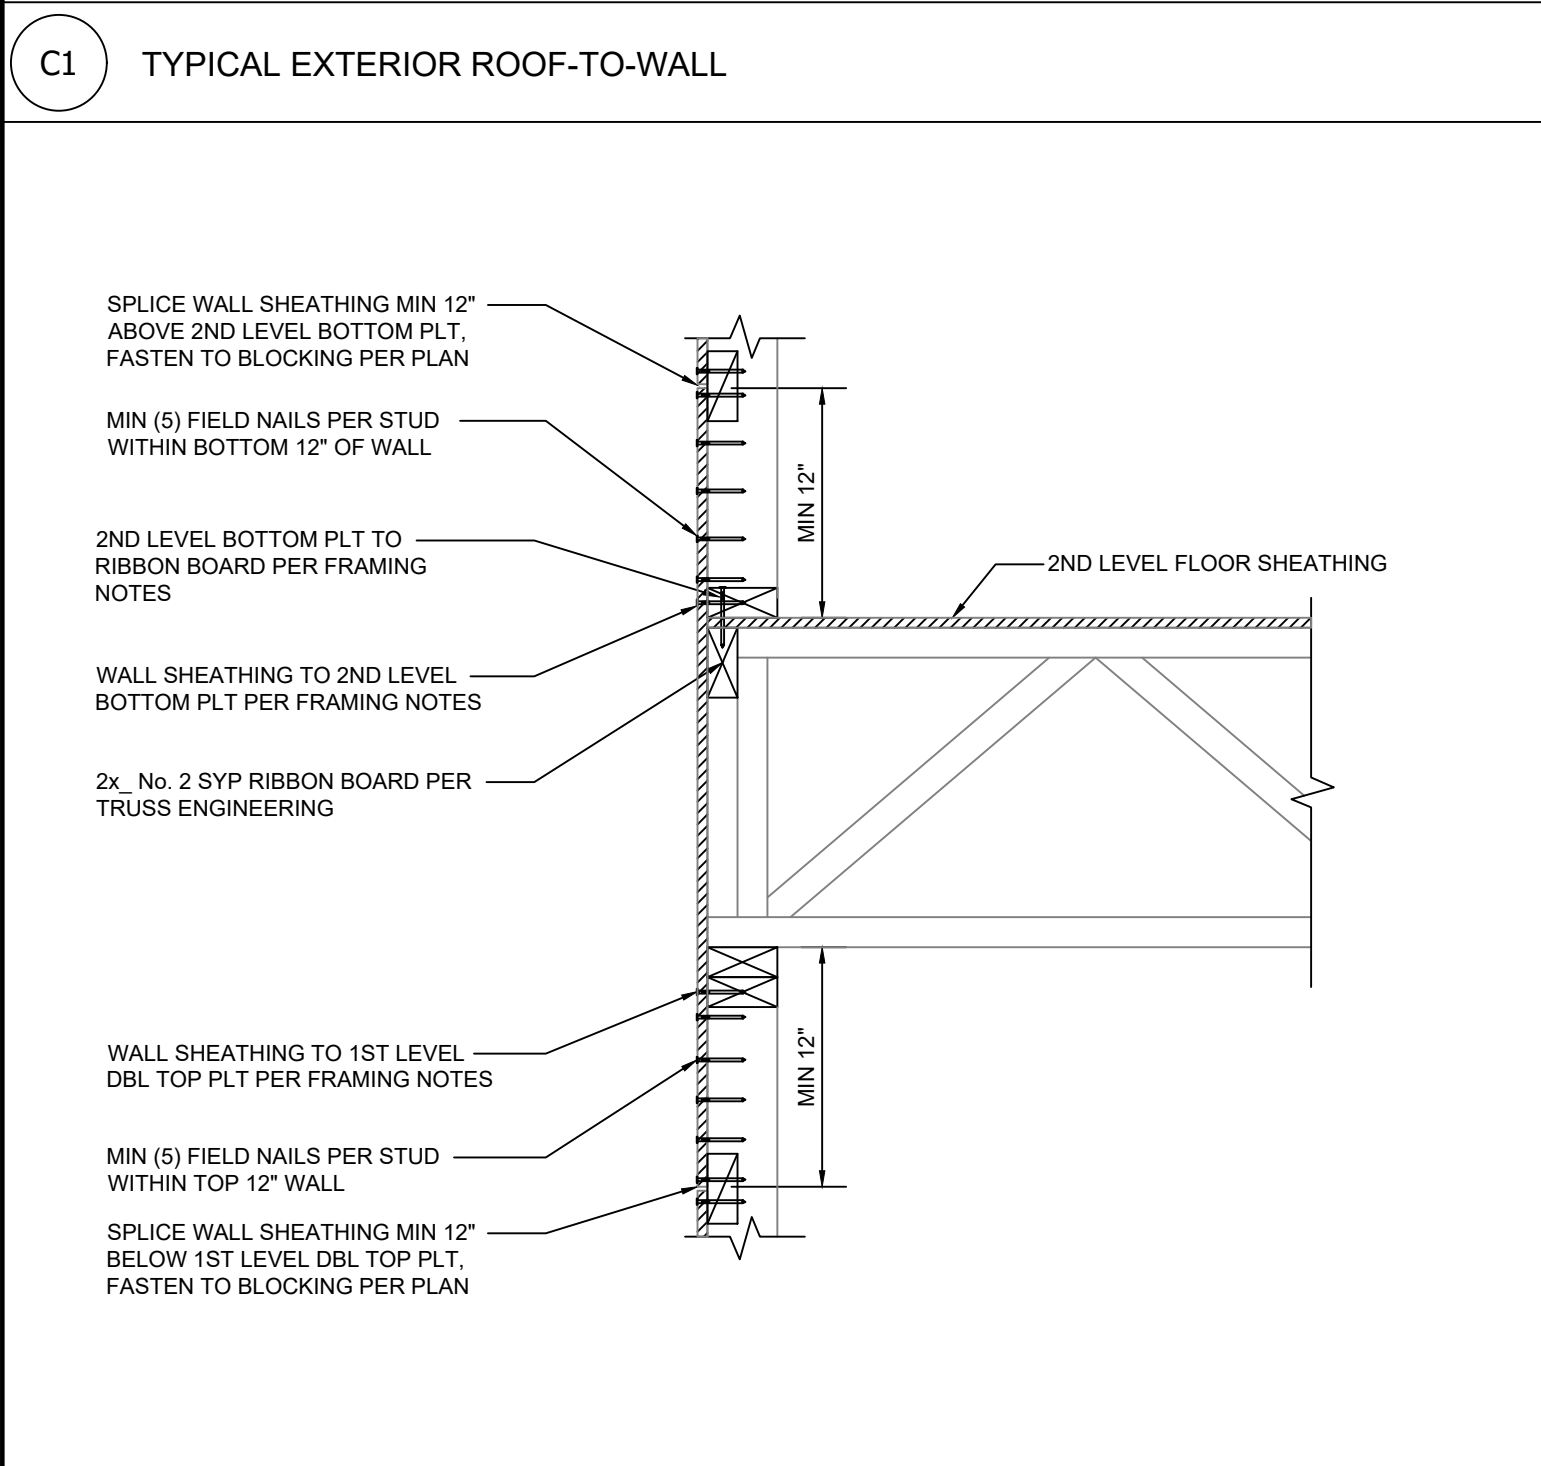 C1
TYPICAL EXTERIOR ROOF-TO-WALL
SPLICE WALL SHEATHING MIN 12"
ABOVE 2ND LEVEL BOTTOM PLT,
FASTEN TO BLOCKING PER PLAN
MIN (5) FIELD NAILS PER STUD
WITHIN BOTTOM 12" OF WALL
2ND LEVEL BOTTOM PLT TO
RIBBON BOARD PER FRAMING
NOTES
WALL SHEATHING TO 2ND LEVEL
BOTTOM PLT PER FRAMING NOTES
2x_ No. 2 SYP RIBBON BOARD PER
TRUSS ENGINEERING
WALL SHEATHING TO 1ST LEVEL
DBL TOP PLT PER FRAMING NOTES
MIN (5) FIELD NAILS PER STUD
WITHIN TOP 12" WALL
SPLICE WALL SHEATHING MIN 12"
BELOW 1ST LEVEL DBL TOP PLT,
FASTEN TO BLOCKING PER PLAN
MIN 12"
2ND LEVEL FLOOR SHEATHING
MIN 12"